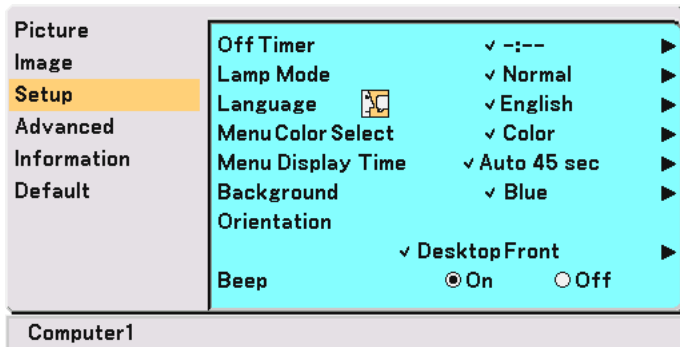 Picture
Image
Setup
Advanced
Information
Default
Off Timer -:--
Lamp Mode Normal
Language English
Menu Color Select Color
Menu Display Time Auto 45 sec
Background Blue
Orientation
Desktop Front
Beep On Off
Computer1